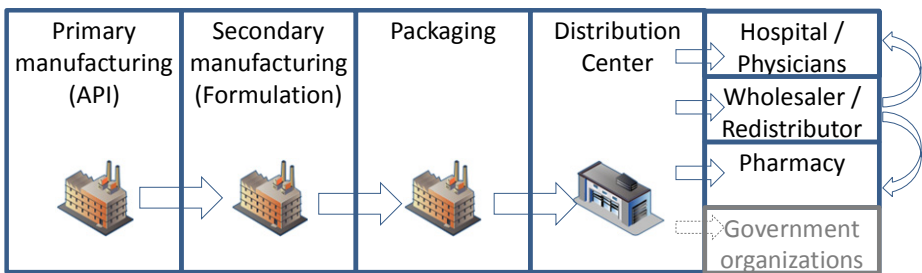 Primary
manufacturing
(API)
Secondary
manufacturing
(Formulation)
Packaging
Distribution
Center
Hospital /
Physicians
Wholesaler /
Redistributor
Pharmacy
Government
organizations